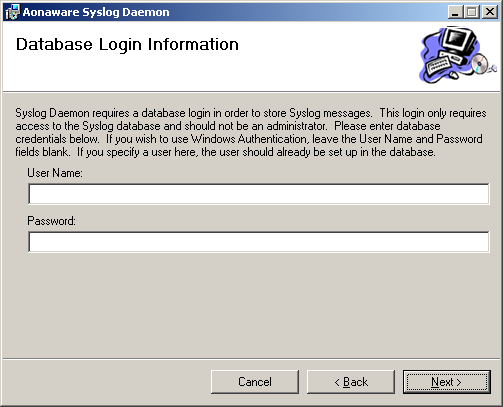 Aonaware Syslog Daemon
Database Login Information
Syslog Daemon requires a database login in order to store Syslog messages. This login only requires
access to the Syslog database and should not be an administrator. Please enter database
credentials below. If you wish to use Windows Authentication, leave the User Name and Password
fields blank. If you specify a user here, the user should already be set up in the database.
User Name:
Password:
Cancel
< Back
Next >